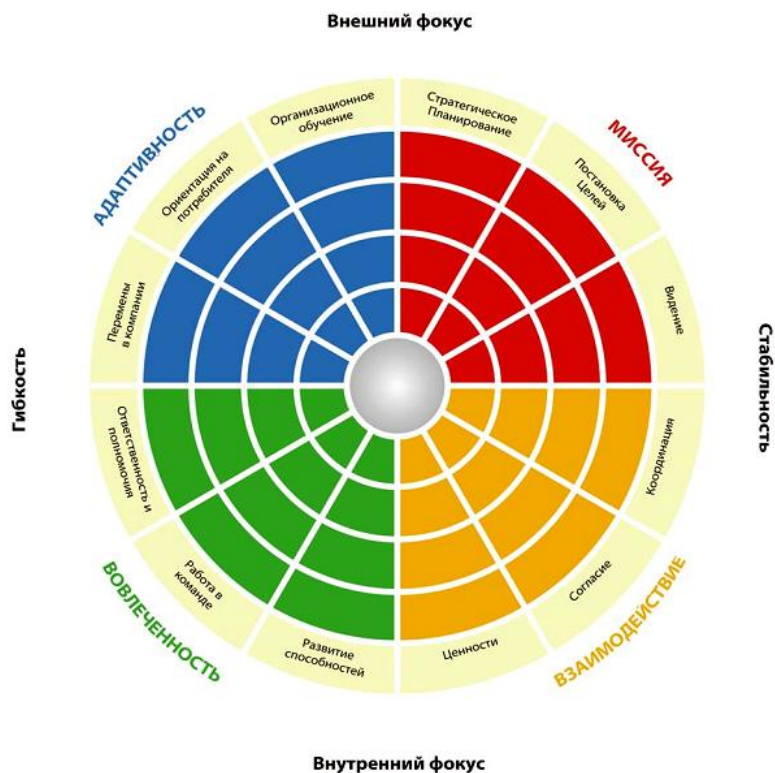 Внешний фокус
АДАПТИВНОСТЬ
МИССИЯ
Организационное
обучение
Стратегическое
Планирование
Ориентация на
потребителя
Постановка
Целей
Перемены
в компании
Видение
Гибкость
Стабильность
Ответственность и
полномочия
Координация
Работа в
команде
Согласие
Развитие
способностей
Ценности
ВОВЛЕЧЕННОСТЬ
ВЗАИМОДЕЙСТВИЕ
Внутренний фокус